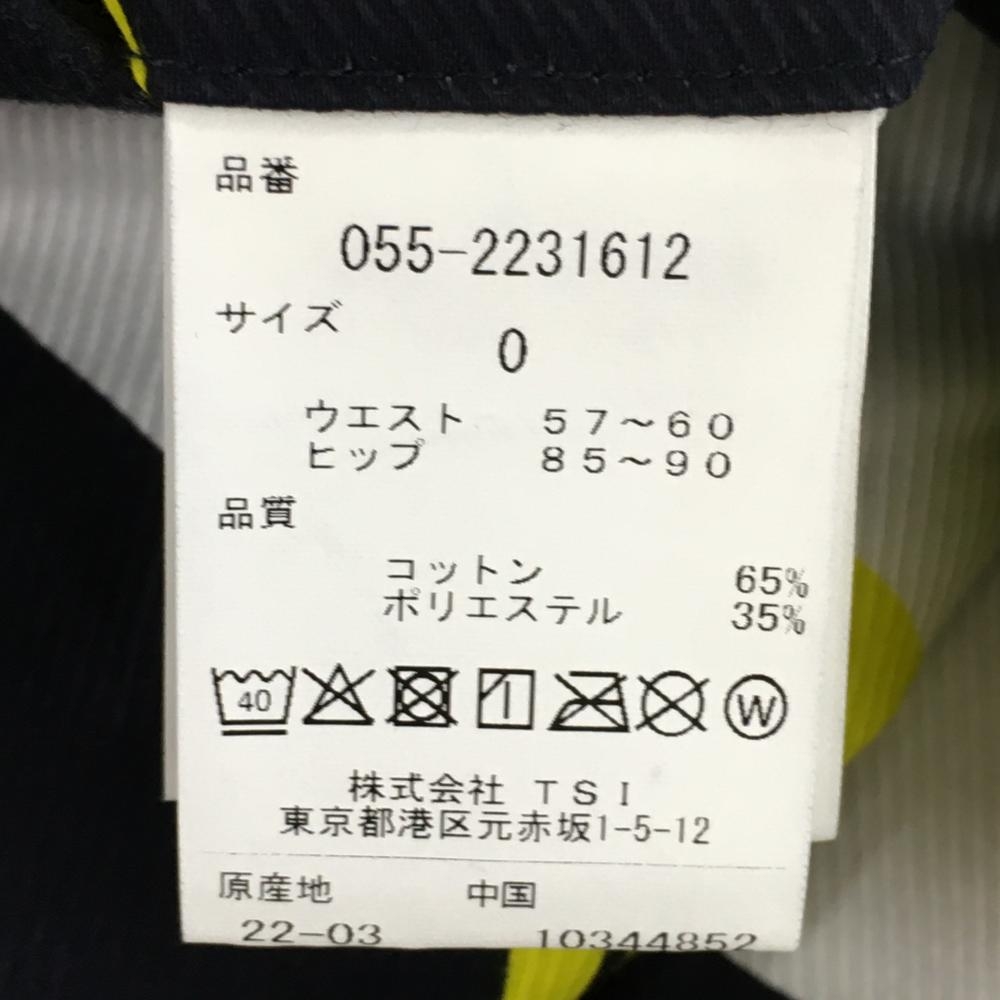 品番
055-2231612
サイズ
0
ウエスト 57～60
ヒップ 85～90
品質
コットン 65%
ポリエステル 35%
40 W
株式会社 TSI
東京都港区元赤坂1-5-12
原産地 中国
22-03 10344852